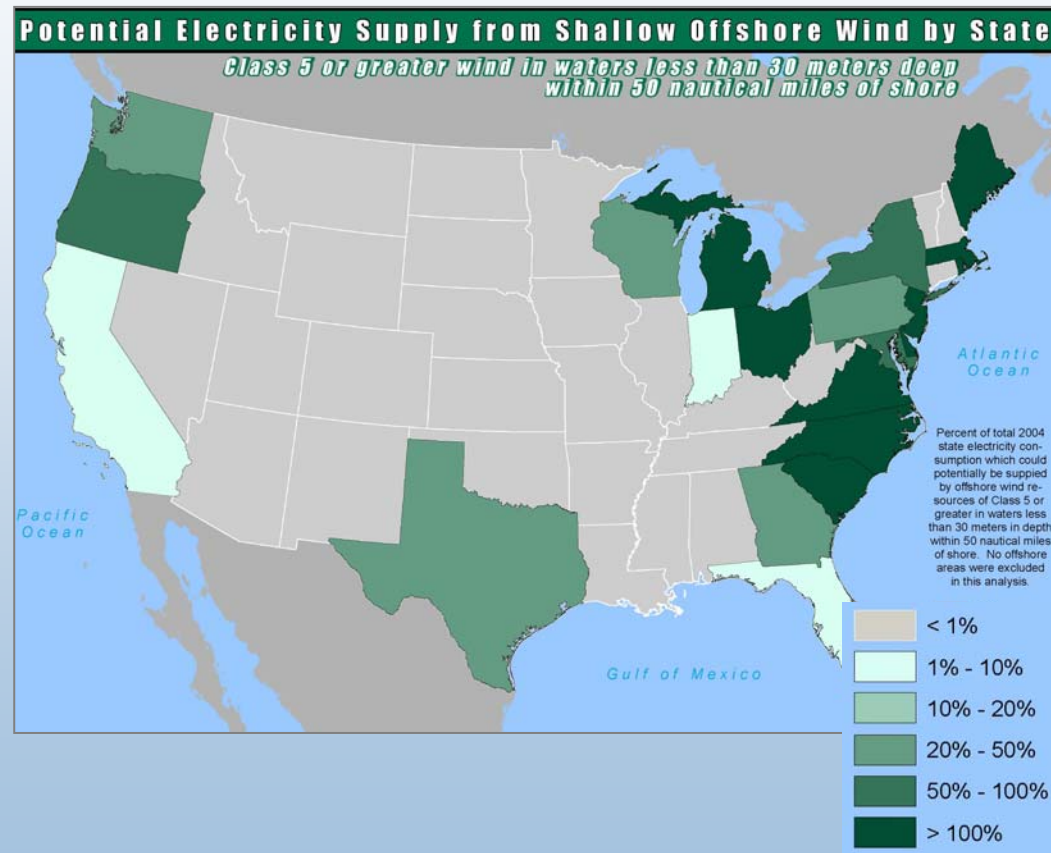 Potential Electricity Supply from Shallow Offshore Wind by State
Class 5 or greater wind in waters less than 30 meters deep
within 50 nautical miles of shore
Atlantic
Ocean
Percent of total 2004
state electricity con-
sumption which could
potentially be suppied
by offshore wind re-
sources of Class 5 or
greater in waters less
than 30 meters in depth
within 50 nautical miles
of shore. No offshore
areas were excluded
in this analysis.
Pacific
Ocean
Gulf of Mexico
< 1%
1% - 10%
10% - 20%
20% - 50%
50% - 100%
> 100%